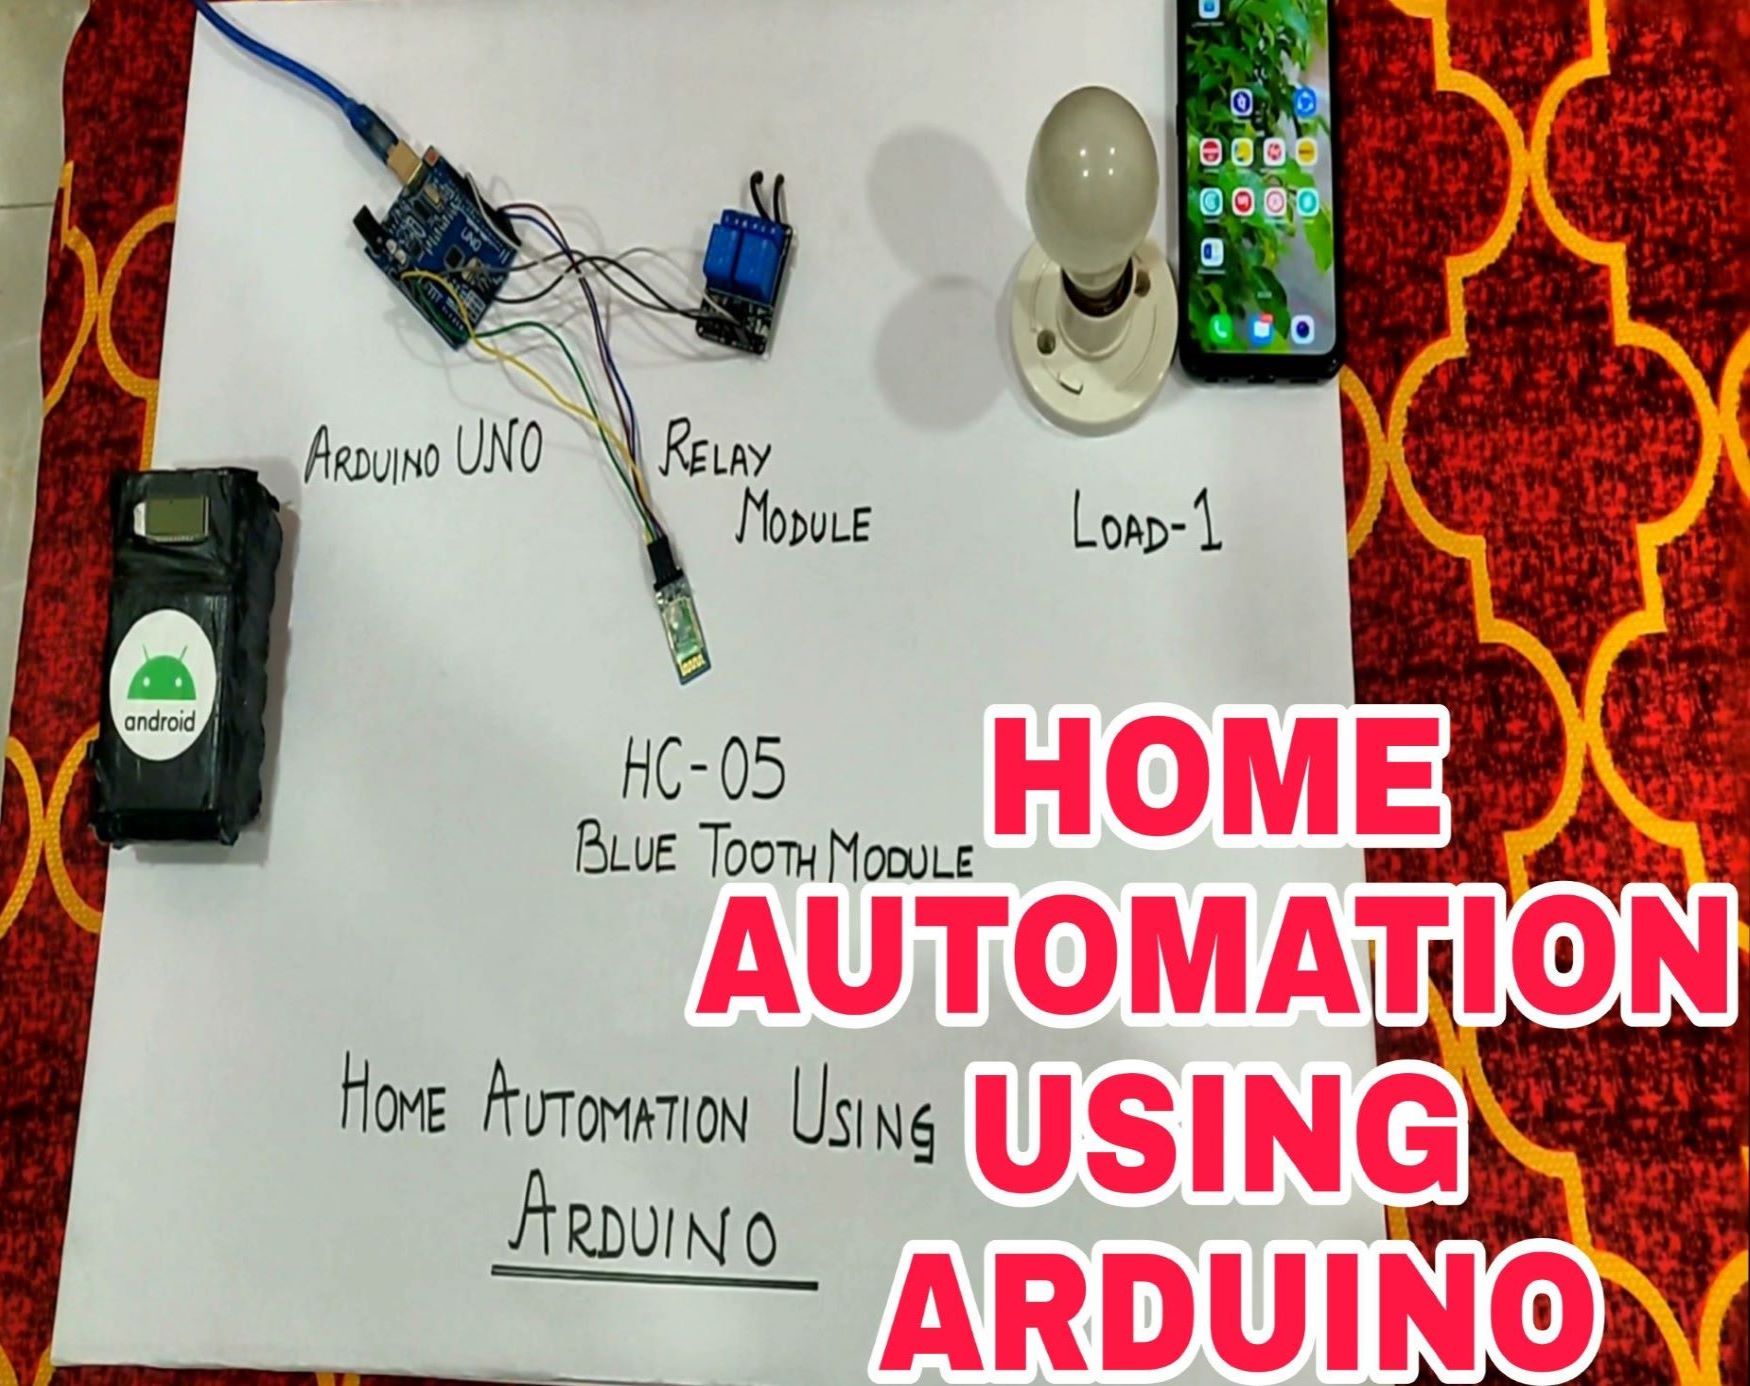 UNO
ARDUINO UNO
RELAY
MODULE
LOAD-1
android
HC-05
BLUE TOOTH MODULE
HOME AUTOMATION USING
ARDUINO
HOME
AUTOMATION
USING
ARDUINO